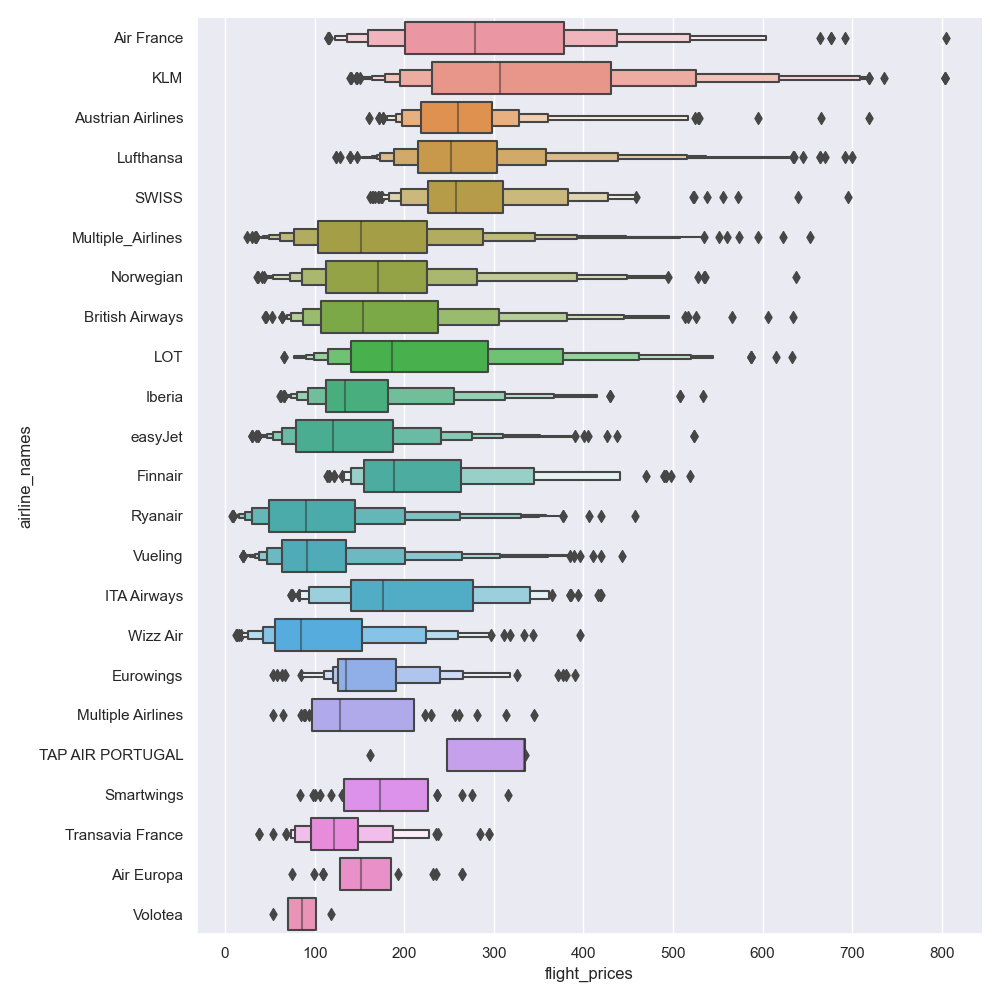 Air France
KLM
Austrian Airlines
Lufthansa
SWISS
Multiple_Airlines
Norwegian
British Airways
LOT
Iberia
easyJet
Finnair
Ryanair
Vueling
ITA Airways
Wizz Air
Eurowings
Multiple Airlines
TAP AIR PORTUGAL
Smartwings
Transavia France
Air Europa
Volotea
airline_names
0 100 200 300 400 500 600 700 800
flight_prices